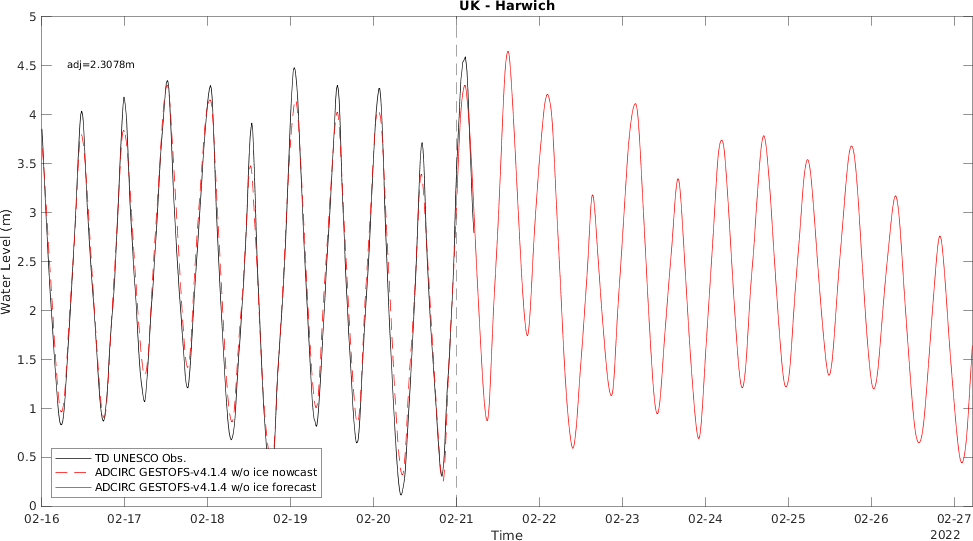 UK - Harwich
adj=2.3078m
5
4.5
4
3.5
3
2.5
2
1.5
1
0.5
0
Water Level (m)
TD UNESCO Obs.
ADCIRC GESTOFS-v4.1.4 w/o ice nowcast
ADCIRC GESTOFS-v4.1.4 w/o ice forecast
02-16 02-17 02-18 02-19 02-20 02-21 02-22 02-23 02-24 02-25 02-26 02-27
Time
2022